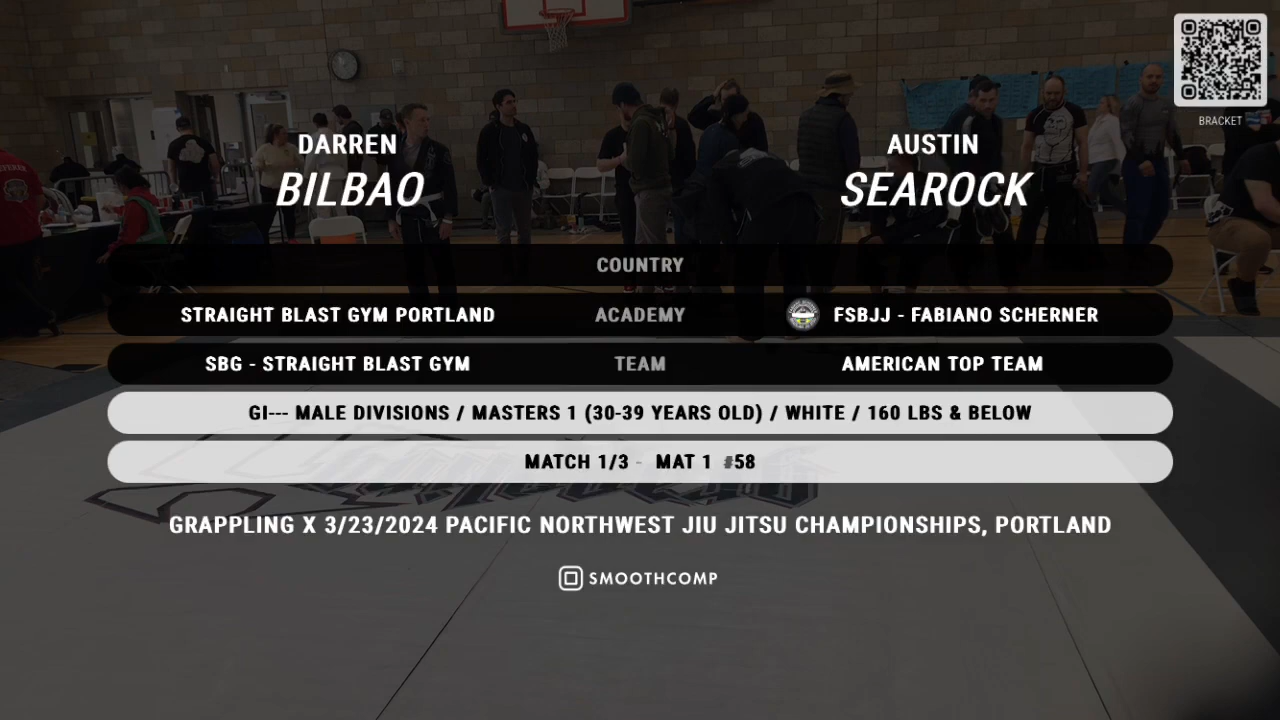 BRACKET
DARREN
BILBAO
AUSTIN
SEAROCK
COUNTRY
STRAIGHT BLAST GYM PORTLAND ACADEMY FSBJJ - FABIANO SCHERNER
SBG - STRAIGHT BLAST GYM TEAM AMERICAN TOP TEAM
GI--- MALE DIVISIONS / MASTERS 1 (30-39 YEARS OLD) / WHITE / 160 LBS & BELOW
MATCH 1/3 - MAT 1 #58
GRAPPLING X 3/23/2024 PACIFIC NORTHWEST JIU JITSU CHAMPIONSHIPS, PORTLAND
SMOOTHCOMP